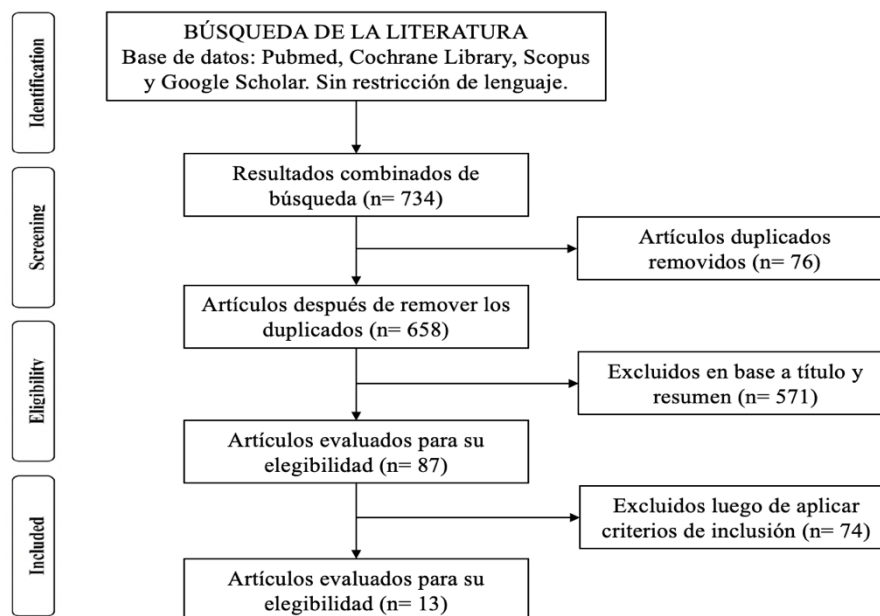 Identification
BÚSQUEDA DE LA LITERATURA
Base de datos: Pubmed, Cochrane Library, Scopus
y Google Scholar. Sin restricción de lenguaje.
Screening
Resultados combinados de
búsqueda (n= 734)
Artículos duplicados
removidos (n= 76)
Artículos después de remover los
duplicados (n= 658)
Eligibility
Excluidos en base a título y
resumen (n= 571)
Artículos evaluados para su
elegibilidad (n= 87)
Included
Excluidos luego de aplicar
criterios de inclusión (n= 74)
Artículos evaluados para su
elegibilidad (n= 13)